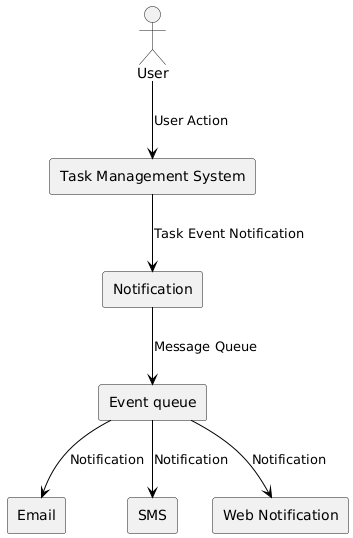 User
User Action
Task Management System
Task Event Notification
Notification
Message Queue
Event queue
Notification
Notification
Notification
Email
SMS
Web Notification